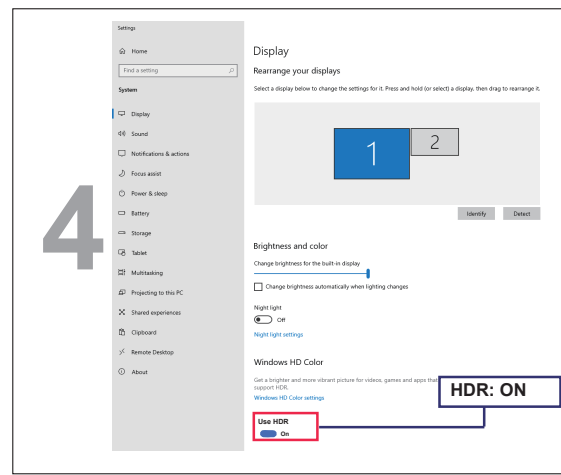 4
Settings
Home
Find a setting
System
Display
Sound
Notifications & actions
Focus assist
Power & sleep
Battery
Storage
Tablet
Multitasking
Projecting to this PC
Shared experiences
Clipboard
Remote Desktop
About
Display
Rearrange your displays
Select a display below to change the settings for it. Press and hold (or select) a display, then drag to rearrange it.
1
2
Identify Detect
Brightness and color
Change brightness for the built-in display
Change brightness automatically when lighting changes
Night light
Off
Night light settings
Windows HD Color
Get a brighter and more vibrant picture for videos, games and apps that
support HDR.
Windows HD Color settings
Use HDR
On
HDR: ON